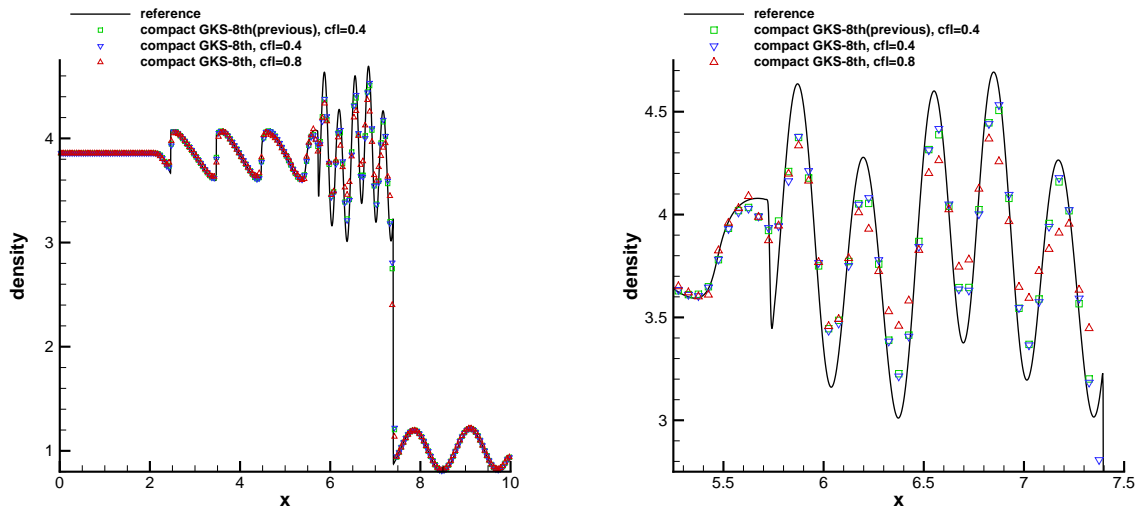 reference
compact GKS-8th(previous), cfl=0.4
compact GKS-8th, cfl=0.4
compact GKS-8th, cfl=0.8
density
4
3
2
1
0
2
4
6
8
10
x
reference
compact GKS-8th(previous), cfl=0.4
compact GKS-8th, cfl=0.4
compact GKS-8th, cfl=0.8
density
4.5
4
3.5
3
5.5
6
6.5
7
7.5
x